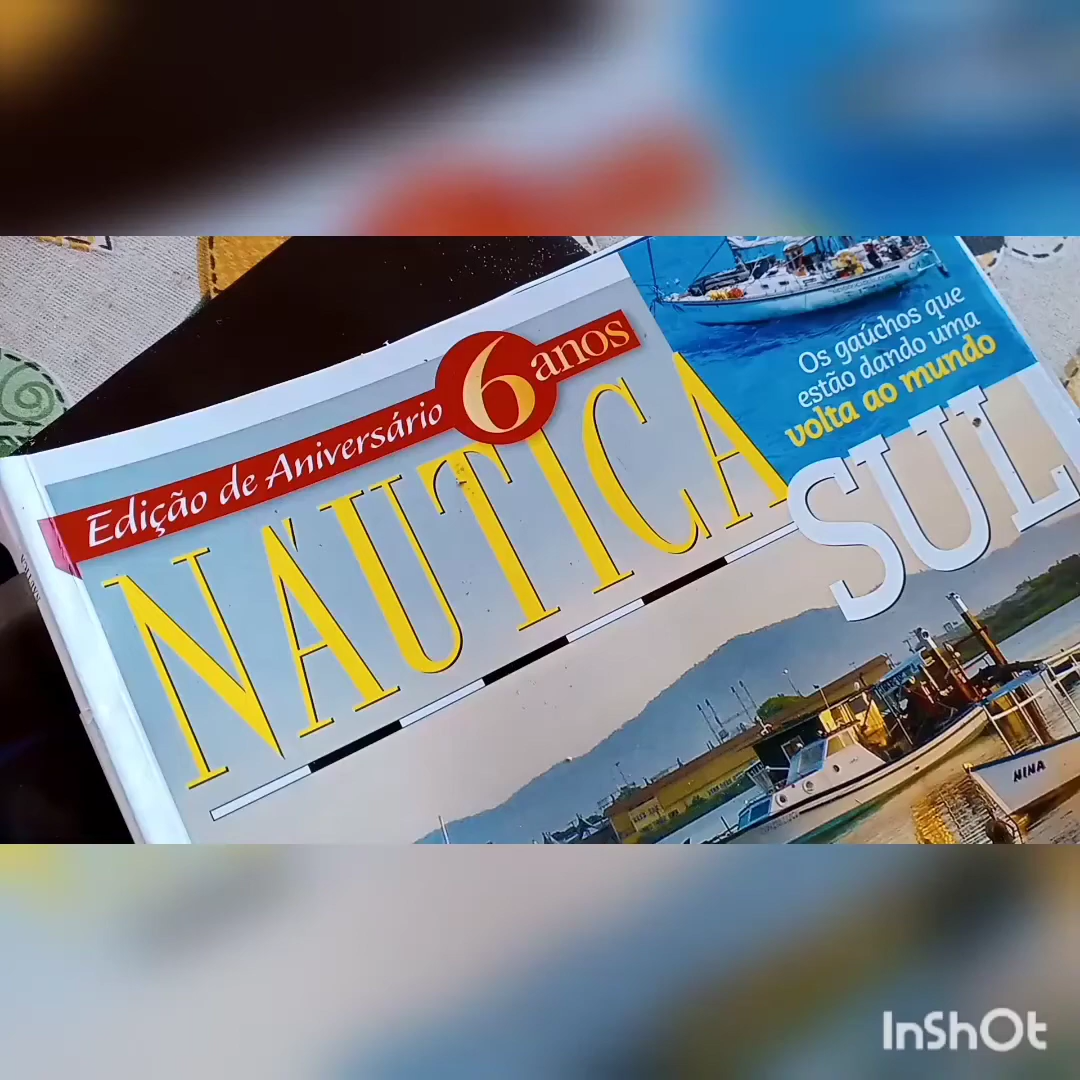 Edição de Aniversário 6 anos
NÁUTICA
SUL
Os gaúchos que
estão dando uma
volta ao mundo
NINA
InShOt